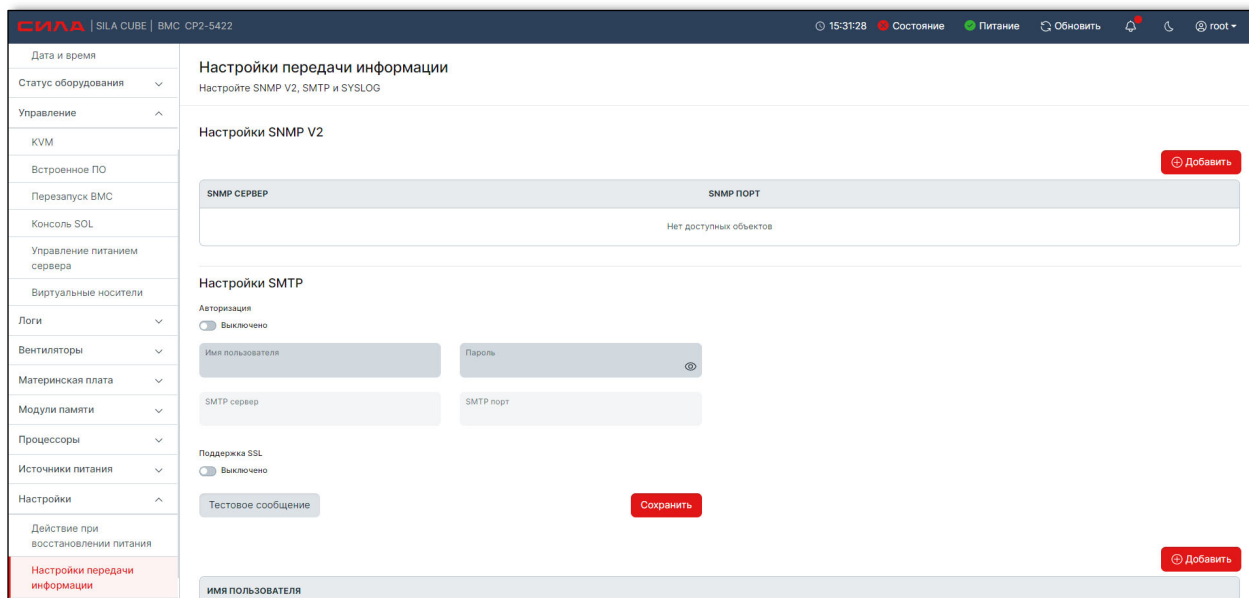 СИЛА | SILA CUBE | BMC CP2-5422
15:31:28 Состояние Питание Обновить root
Дата и время
Статус оборудования
Управление
KVM
Встроенное ПО
Перезапуск BMC
Консоль SOL
Управление питанием
сервера
Виртуальные носители
Логи
Вентиляторы
Материнская плата
Модули памяти
Процессоры
Источники питания
Настройки
Действие при
восстановлении питания
Настройки передачи
информации
Настройки передачи информации
Настройте SNMP V2, SMTP и SYSLOG
Настройки SNMP V2
Добавить
SNMP СЕРВЕР SNMP ПОРТ
Нет доступных объектов
Настройки SMTP
Авторизация
Выключено
Имя пользователя Пароль
SMTP сервер SMTP порт
Поддержка SSL
Выключено
Тестовое сообщение Сохранить
Добавить
ИМЯ ПОЛЬЗОВАТЕЛЯ